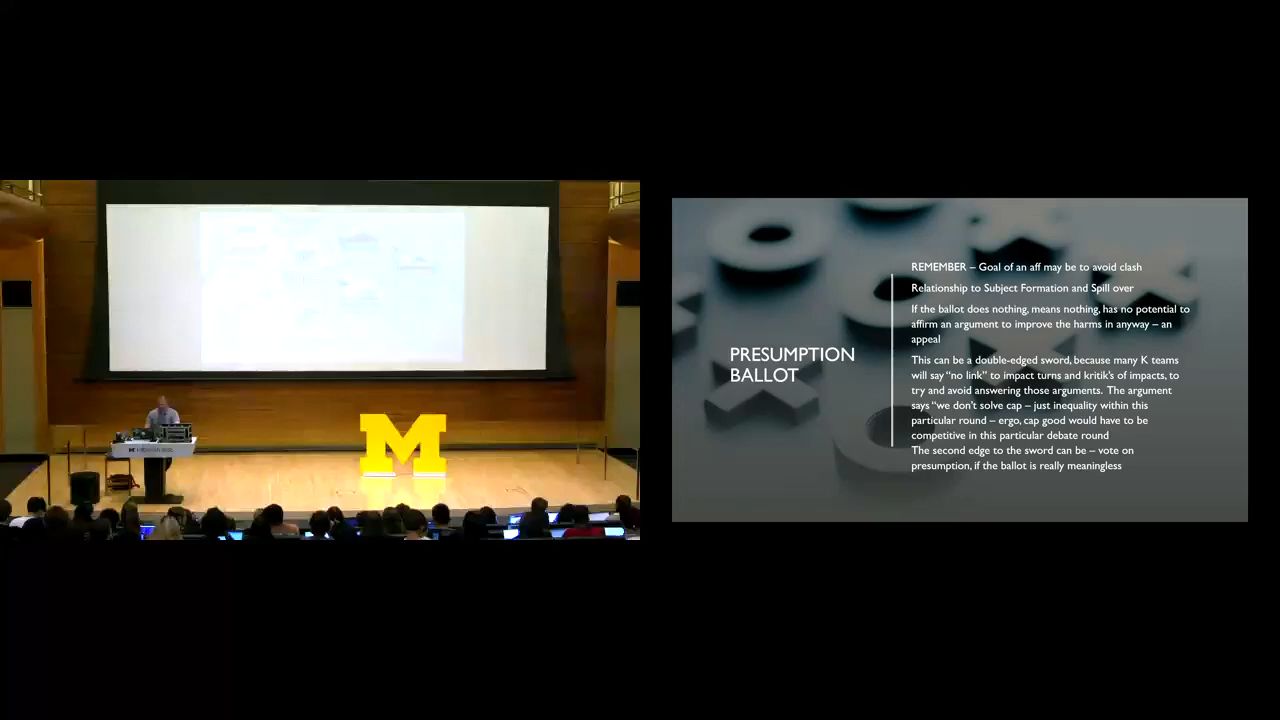 M
PRESUMPTION
BALLOT
REMEMBER – Goal of an aff may be to avoid clash
Relationship to Subject Formation and Spill over
If the ballot does nothing, means nothing, has no potential to
affirm an argument to improve the harms in anyway – an
appeal
This can be a double-edged sword, because many K teams
will say “no link” to impact turns and kritik’s of impacts, to
try and avoid answering those arguments. The argument
says “we don’t solve cap – just inequality within this
particular round – ergo, cap good would have to be
competitive in this particular debate round
The second edge to the sword can be – vote on
presumption, if the ballot is really meaningless